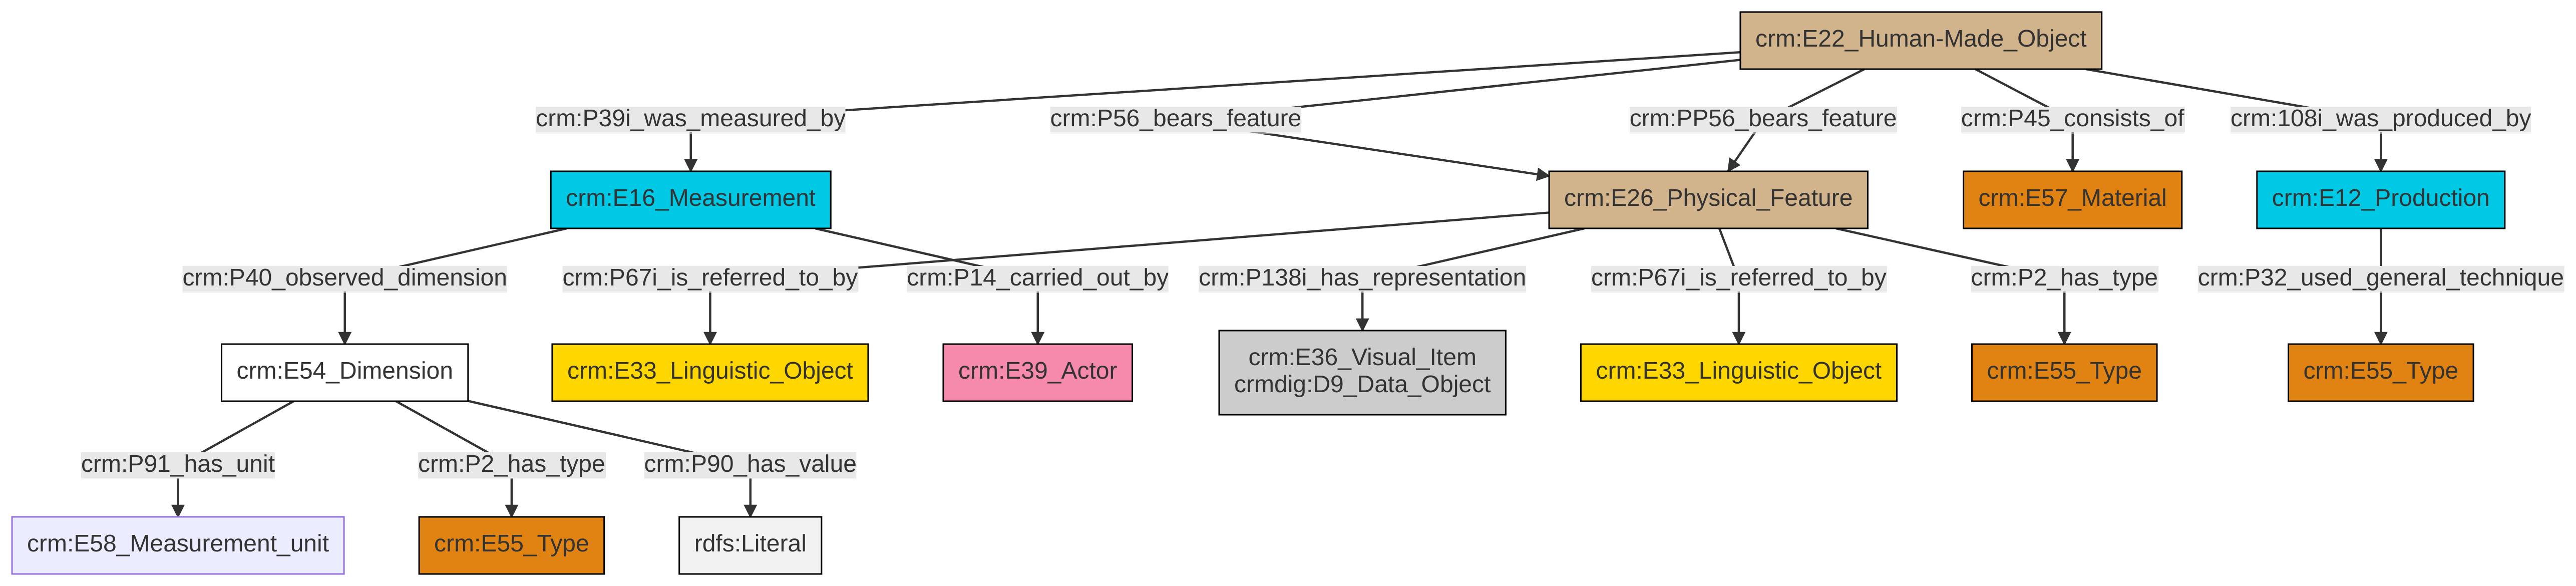 crm:E22_Human-Made_Object
crm:P39i_was_measured_by
crm:P56_bears_feature
crm:PP56_bears_feature
crm:P45_consists_of
crm:108i_was_produced_by
crm:E16_Measurement
crm:E26_Physical_Feature
crm:E57_Material
crm:E12_Production
crm:P40_observed_dimension
crm:P67i_is_referred_to_by
crm:P14_carried_out_by
crm:P138i_has_representation
crm:P67i_is_referred_to_by
crm:P2_has_type
crm:P32_used_general_technique
crm:E54_Dimension
crm:E33_Linguistic_Object
crm:E39_Actor
crm:E36_Visual_Item
crmdig:D9_Data_Object
crm:E33_Linguistic_Object
crm:E55_Type
crm:E55_Type
crm:P91_has_unit
crm:P2_has_type
crm:P90_has_value
crm:E58_Measurement_unit
crm:E55_Type
rdfs:Literal